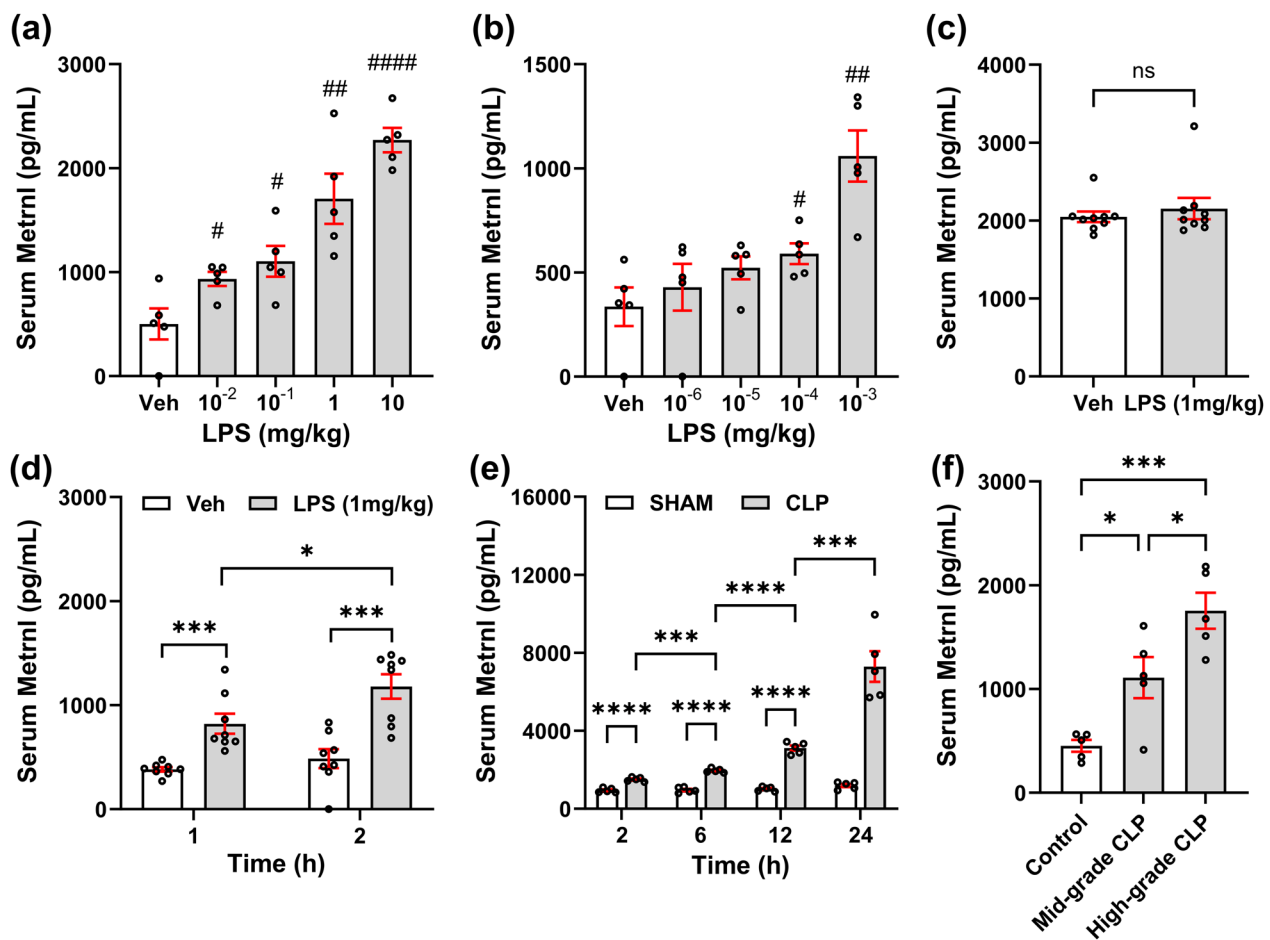 (a)
Serum Metrnl (pg/mL)
3000
2000
1000
0
#
#
##
####
Veh 10-2 10-1 1 10
LPS (mg/kg)
(b)
Serum Metrnl (pg/mL)
1500
1000
500
0
#
##
Veh 10-6 10-5 10-4 10-3
LPS (mg/kg)
(c)
Serum Metrnl (pg/mL)
4000
3000
2000
1000
0
ns
Veh LPS (1mg/kg)
(d)
Serum Metrnl (pg/mL)
3000
2000
1000
0
Veh LPS (1mg/kg)
*
***
***
1 2
Time (h)
(e)
Serum Metrnl (pg/mL)
16000
12000
8000
4000
0
SHAM CLP
***
****
***
****
****
****
2 6 12 24
Time (h)
(f)
Serum Metrnl (pg/mL)
3000
2000
1000
0
***
*
*
Control
Mid-grade CLP
High-grade CLP